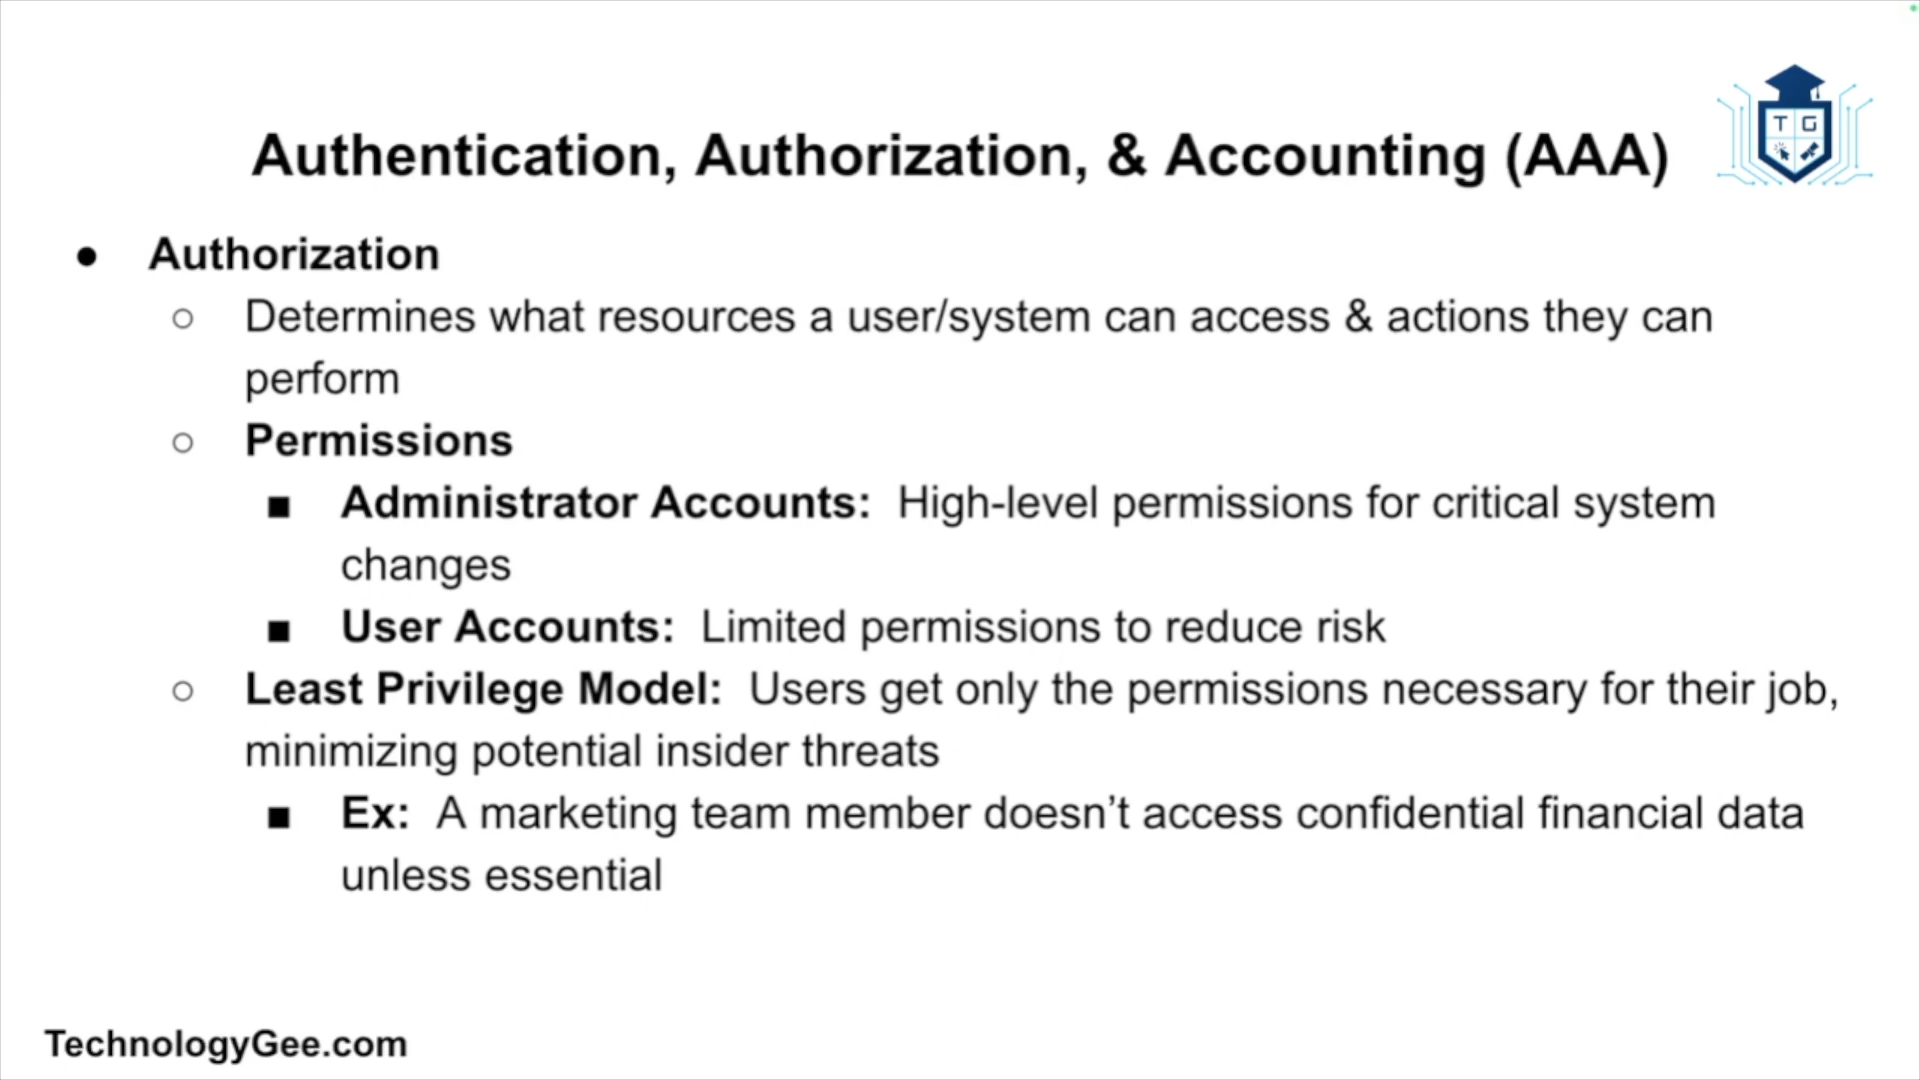 Authentication, Authorization, & Accounting (AAA)
T G
● Authorization
○ Determines what resources a user/system can access & actions they can
perform
○ Permissions
■ Administrator Accounts: High-level permissions for critical system
changes
■ User Accounts: Limited permissions to reduce risk
○ Least Privilege Model: Users get only the permissions necessary for their job,
minimizing potential insider threats
■ Ex: A marketing team member doesn’t access confidential financial data
unless essential
TechnologyGee.com